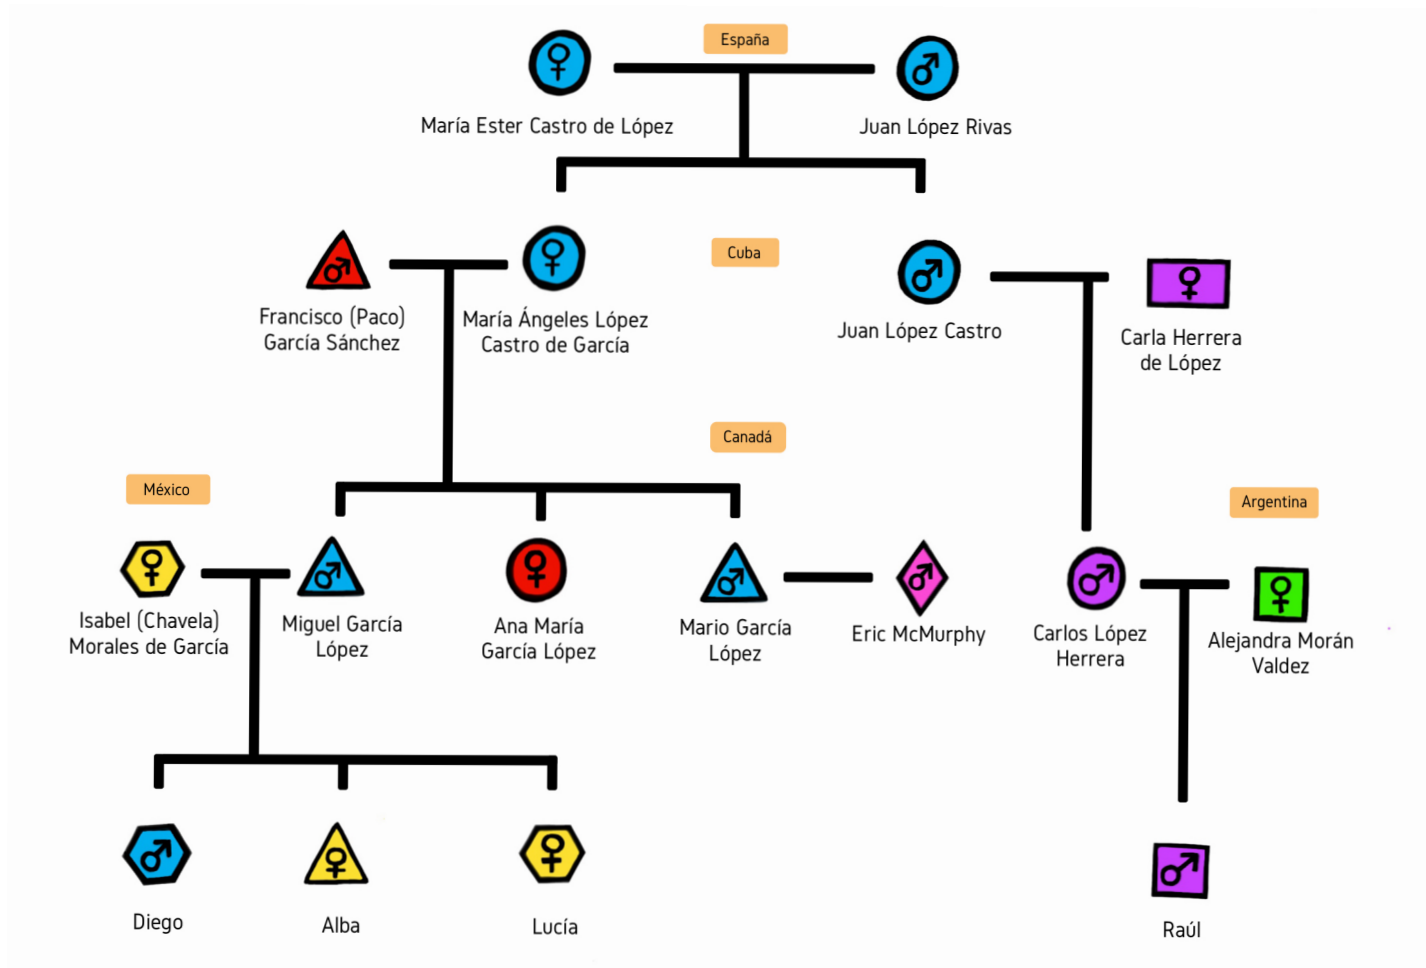 España
María Ester Castro de López
Juan López Rivas
Cuba
Francisco (Paco)
García Sánchez
María Ángeles López
Castro de García
Juan López Castro
Carla Herrera
de López
Canadá
México
Argentina
Isabel (Chavela)
Morales de García
Miguel García
López
Ana María
García López
Mario García
López
Eric McMurphy
Carlos López
Herrera
Alejandra Morán
Valdez
Diego
Alba
Lucía
Raúl